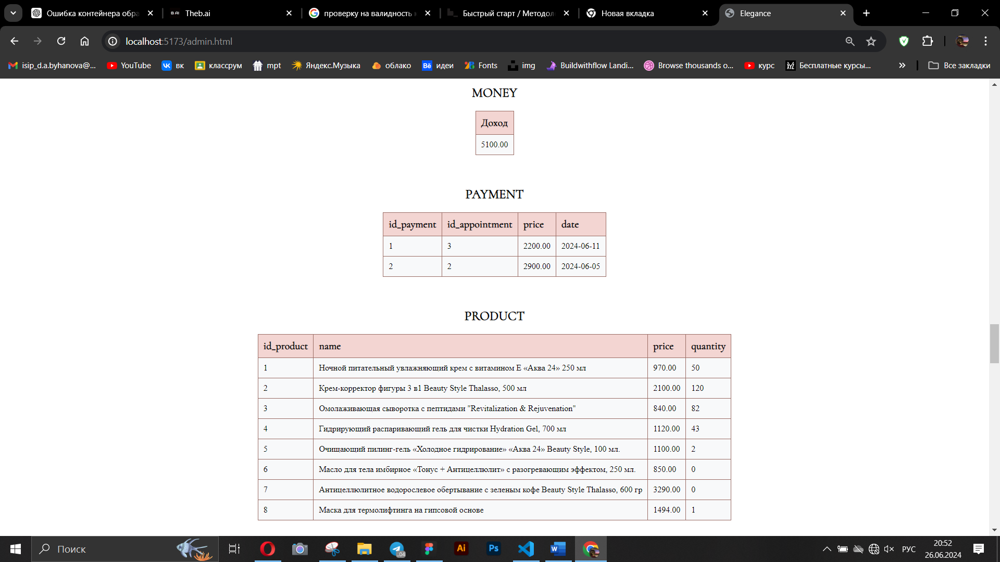 Ошибка контейнера обра
Theb.ai
проверку на валидность к
Быстрый старт / Методол
Новая вкладка
Elegance
localhost:5173/admin.html
isip_d.a.byhanova@...
YouTube
вк
классрум
mpt
Яндекс.Музыка
облако
идеи
Fonts
img
Buildwithflow Landi...
Browse thousands o...
курс
Бесплатные курсы...
Все закладки
MONEY
Доход
5100.00
PAYMENT
id_payment id_appointment price date
1 3 2200.00 2024-06-11
2 2 2900.00 2024-06-05
PRODUCT
id_product name price quantity
1 Ночной питательный увлажняющий крем с витамином Е «Аква 24» 250 мл 970.00 50
2 Крем-корректор фигуры 3 в1 Beauty Style Thalasso, 500 мл 2100.00 120
3 Омолаживающая сыворотка с пептидами "Revitalization & Rejuvenation" 840.00 82
4 Гидрирующий распаривающий гель для чистки Hydration Gel, 700 мл 1120.00 43
5 Очищающий пилинг-гель «Холодное гидрирование» «Аква 24» Beauty Style, 100 мл. 1100.00 2
6 Масло для тела имбирное «Тонус + Антицеллюлит» с разогревающим эффектом, 250 мл. 850.00 0
7 Антицеллюлитное водорослевое обертывание с зеленым кофе Beauty Style Thalasso, 600 гр 3290.00 0
8 Маска для термолифтинга на гипсовой основе 1494.00 1
Поиск
РУС
20:52
26.06.2024